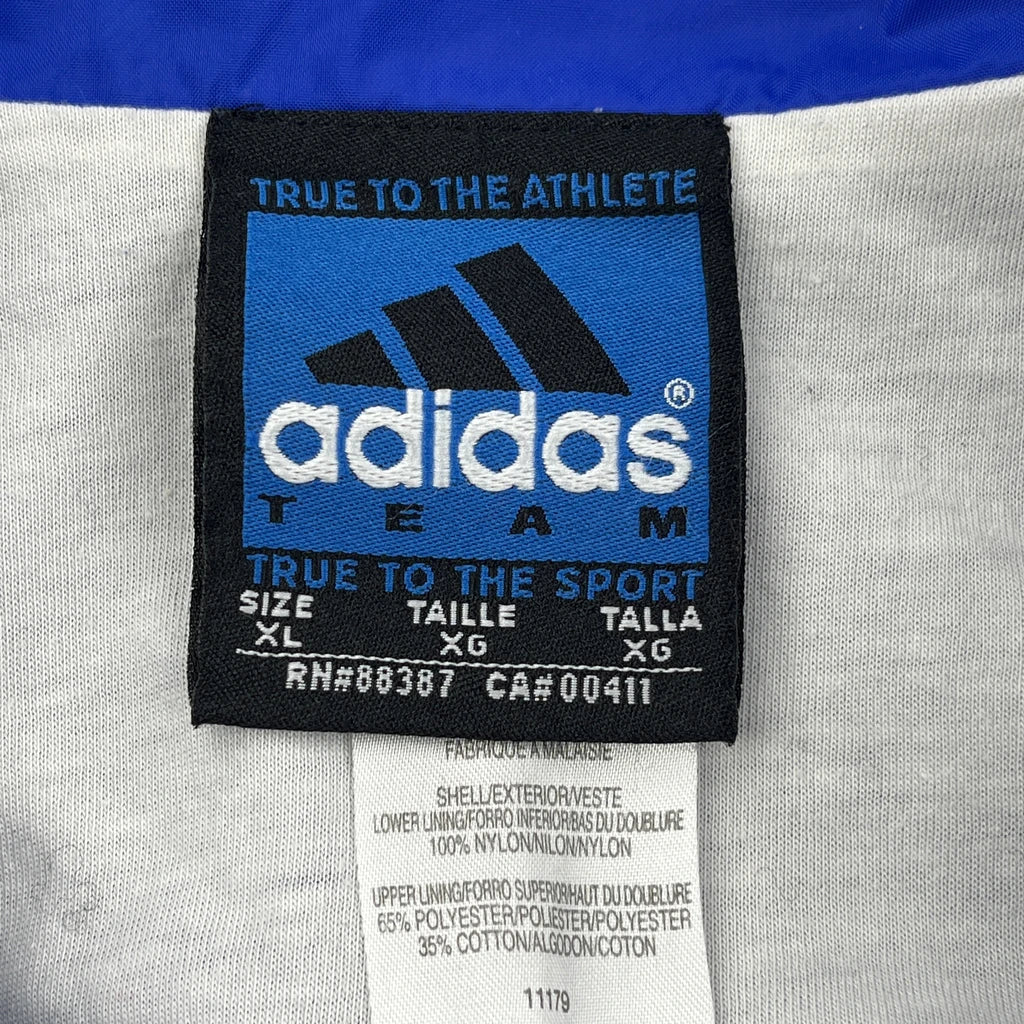 TRUE TO THE ATHLETE
adidas®
TEAM
TRUE TO THE SPORT
SIZE TAILLE TALLA
XL XG XG
RN#88387 CA#00411
FABRIQUE A MALAISIE
SHELL/EXTERIOR/VESTE
LOWER LINING/FORRO INFERIOR/BAS DU DOUBLURE
100% NYLON/NILON/NYLON
UPPER LINING/FORRO SUPERIOR/HAUT DU DOUBLURE
65% POLYESTER/POLIESTER/POLYESTER
35% COTTON/ALGODON/COTON
11179